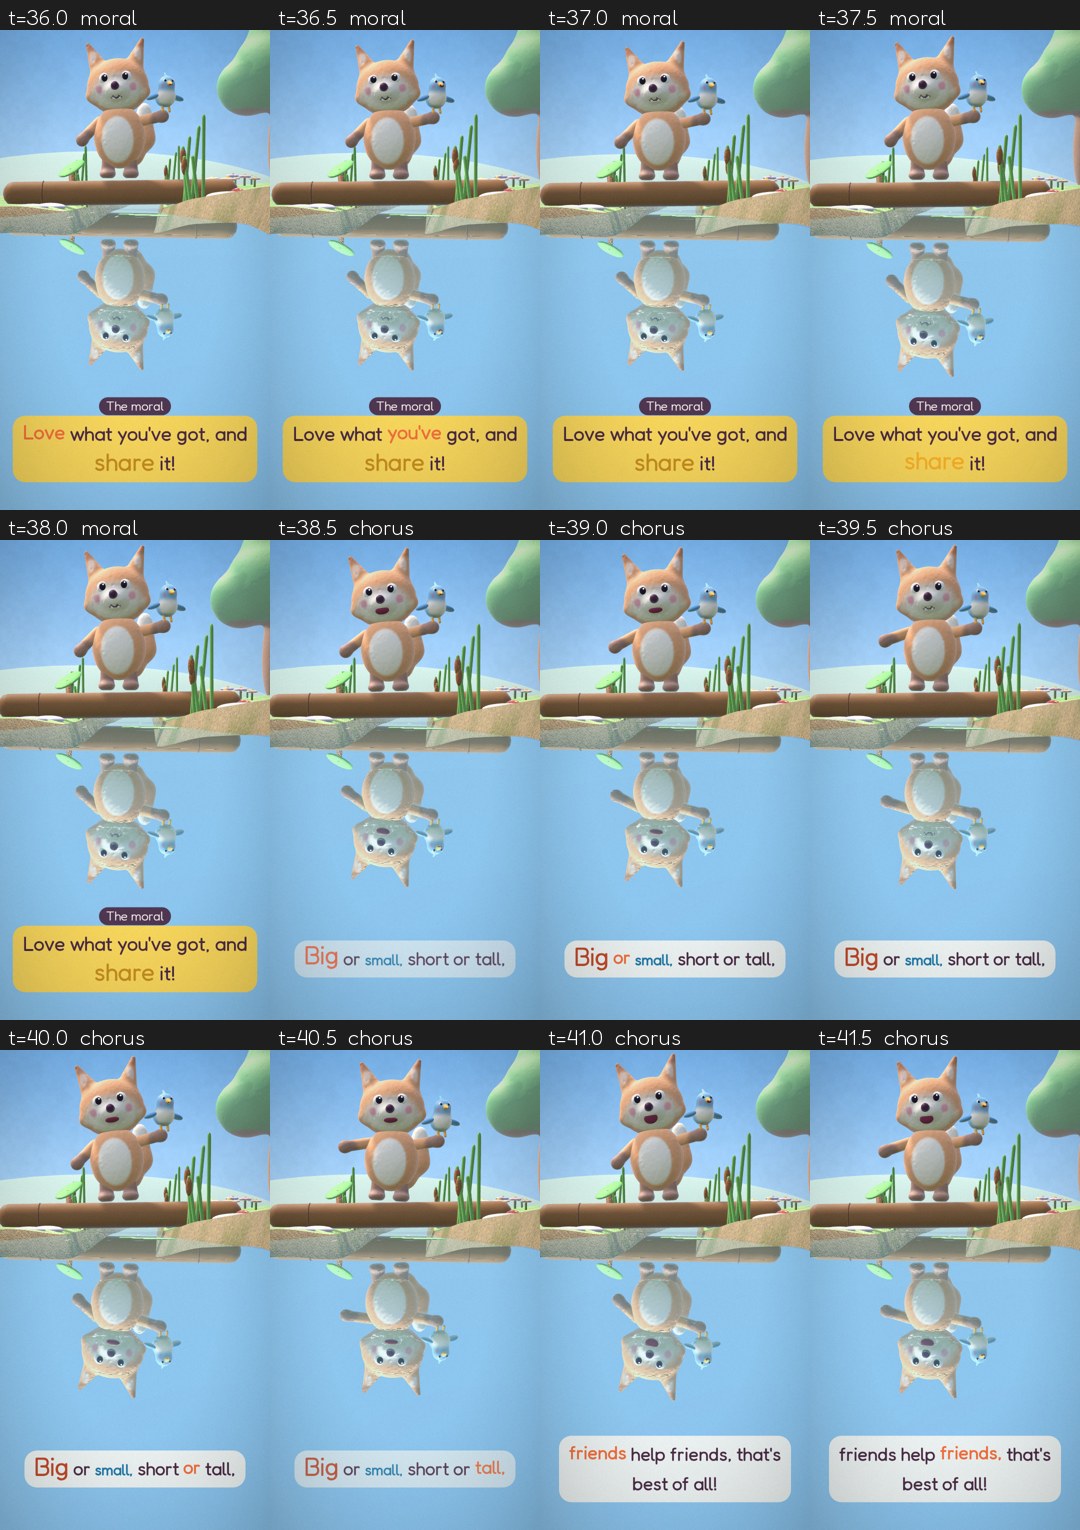 t=36.0 moral
t=36.5 moral
t=37.0 moral
t=37.5 moral
The moral
Love what you've got, and
share it!
The moral
Love what you've got, and
share it!
The moral
Love what you've got, and
share it!
The moral
Love what you've got, and
share it!
t=38.0 moral
t=38.5 chorus
t=39.0 chorus
t=39.5 chorus
The moral
Love what you've got, and
share it!
Big or small, short or tall,
Big or small, short or tall,
Big or small, short or tall,
t=40.0 chorus
t=40.5 chorus
t=41.0 chorus
t=41.5 chorus
Big or small, short or tall,
Big or small, short or tall,
friends help friends, that's
best of all!
friends help friends, that's
best of all!